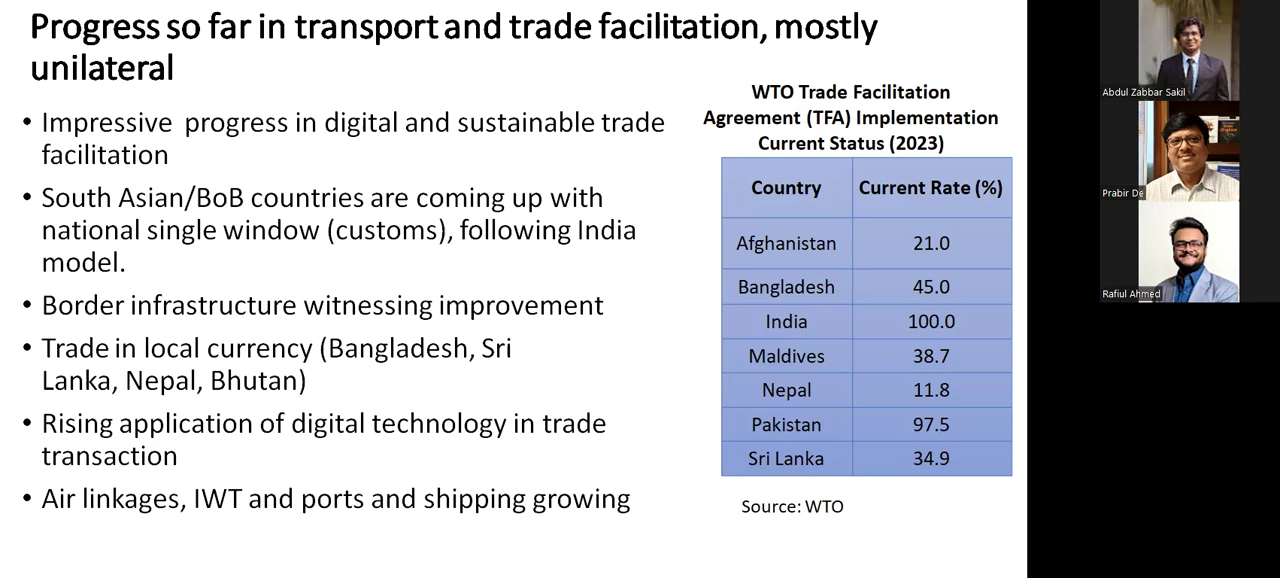 Progress so far in transport and trade facilitation, mostly
unilateral
• Impressive progress in digital and sustainable trade
facilitation
• South Asian/BoB countries are coming up with
national single window (customs), following India
model.
• Border infrastructure witnessing improvement
• Trade in local currency (Bangladesh, Sri
Lanka, Nepal, Bhutan)
• Rising application of digital technology in trade
transaction
• Air linkages, IWT and ports and shipping growing
WTO Trade Facilitation
Agreement (TFA) Implementation
Current Status (2023)
Country Current Rate (%)
Afghanistan 21.0
Bangladesh 45.0
India 100.0
Maldives 38.7
Nepal 11.8
Pakistan 97.5
Sri Lanka 34.9
Source: WTO
Abdul Zabbar Sakil
Prabir De
Rafiul Ahmed